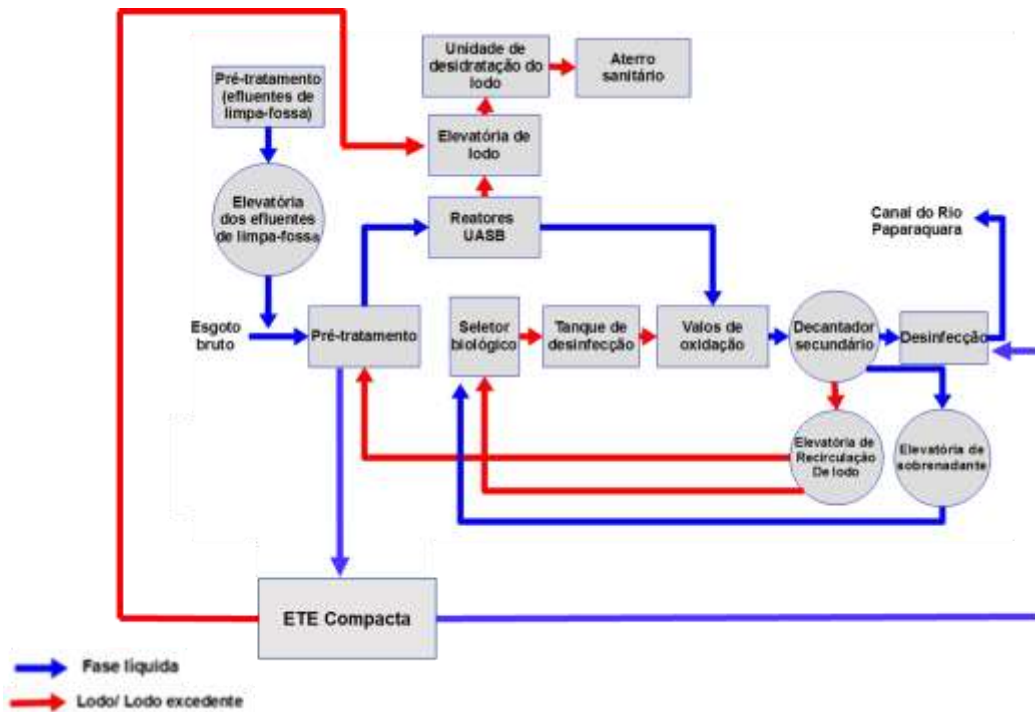 Unidade de
desidratação do
lodo
Aterro
sanitário
Pré-tratamento
(efluentes de
limpa-fossa)
Elevatória de
lodo
Elevatória
dos efluentes
de limpa-fossa
Reatores
UASB
Canal do Rio
Paparaquara
Esgoto
bruto
Pré-tratamento
Seletor
biológico
Tanque de
desinfecção
Valos de
oxidação
Decantador
secundário
Desinfecção
Elevatória de
Recirculação
De lodo
Elevatória de
sobrenadante
ETE Compacta
Fase líquida
Lodo/ Lodo excedente